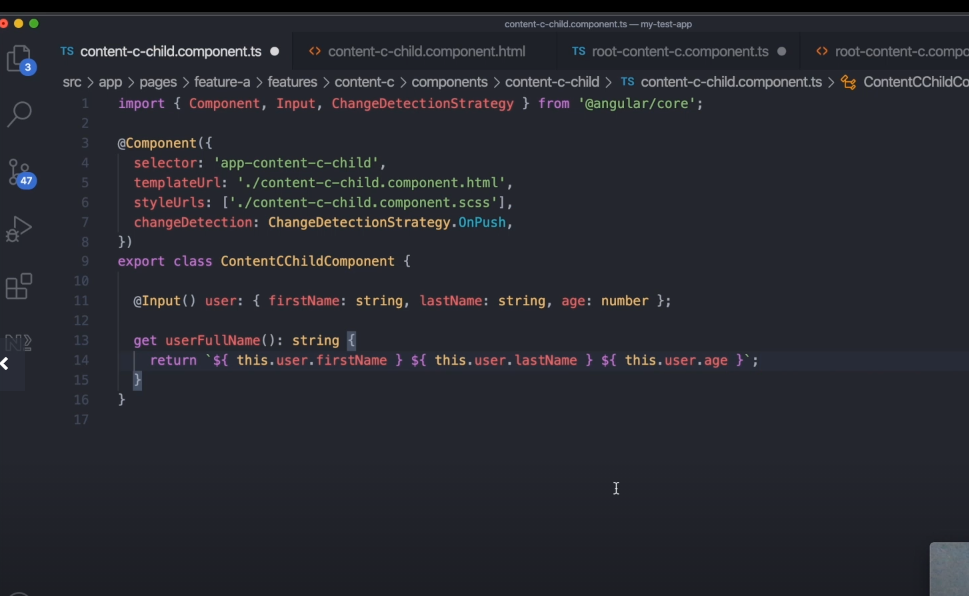 content-c-child.component.ts — my-test-app
TS content-c-child.component.ts ● <> content-c-child.component.html TS root-content-c.component.ts ● <> root-content-c.compo
3
src > app > pages > feature-a > features > content-c > components > content-c-child > TS content-c-child.component.ts > ContentCChildCo
1 import { Component, Input, ChangeDetectionStrategy } from '@angular/core';
2
3 @Component({
4 selector: 'app-content-c-child',
5 templateUrl: './content-c-child.component.html',
47
6 styleUrls: ['./content-c-child.component.scss'],
7 changeDetection: ChangeDetectionStrategy.OnPush,
8 })
9 export class ContentCChildComponent {
10
11 @Input() user: { firstName: string, lastName: string, age: number };
12
13 get userFullName(): string {
14 return `${ this.user.firstName } ${ this.user.lastName } ${ this.user.age }`;
15 }
16 }
17